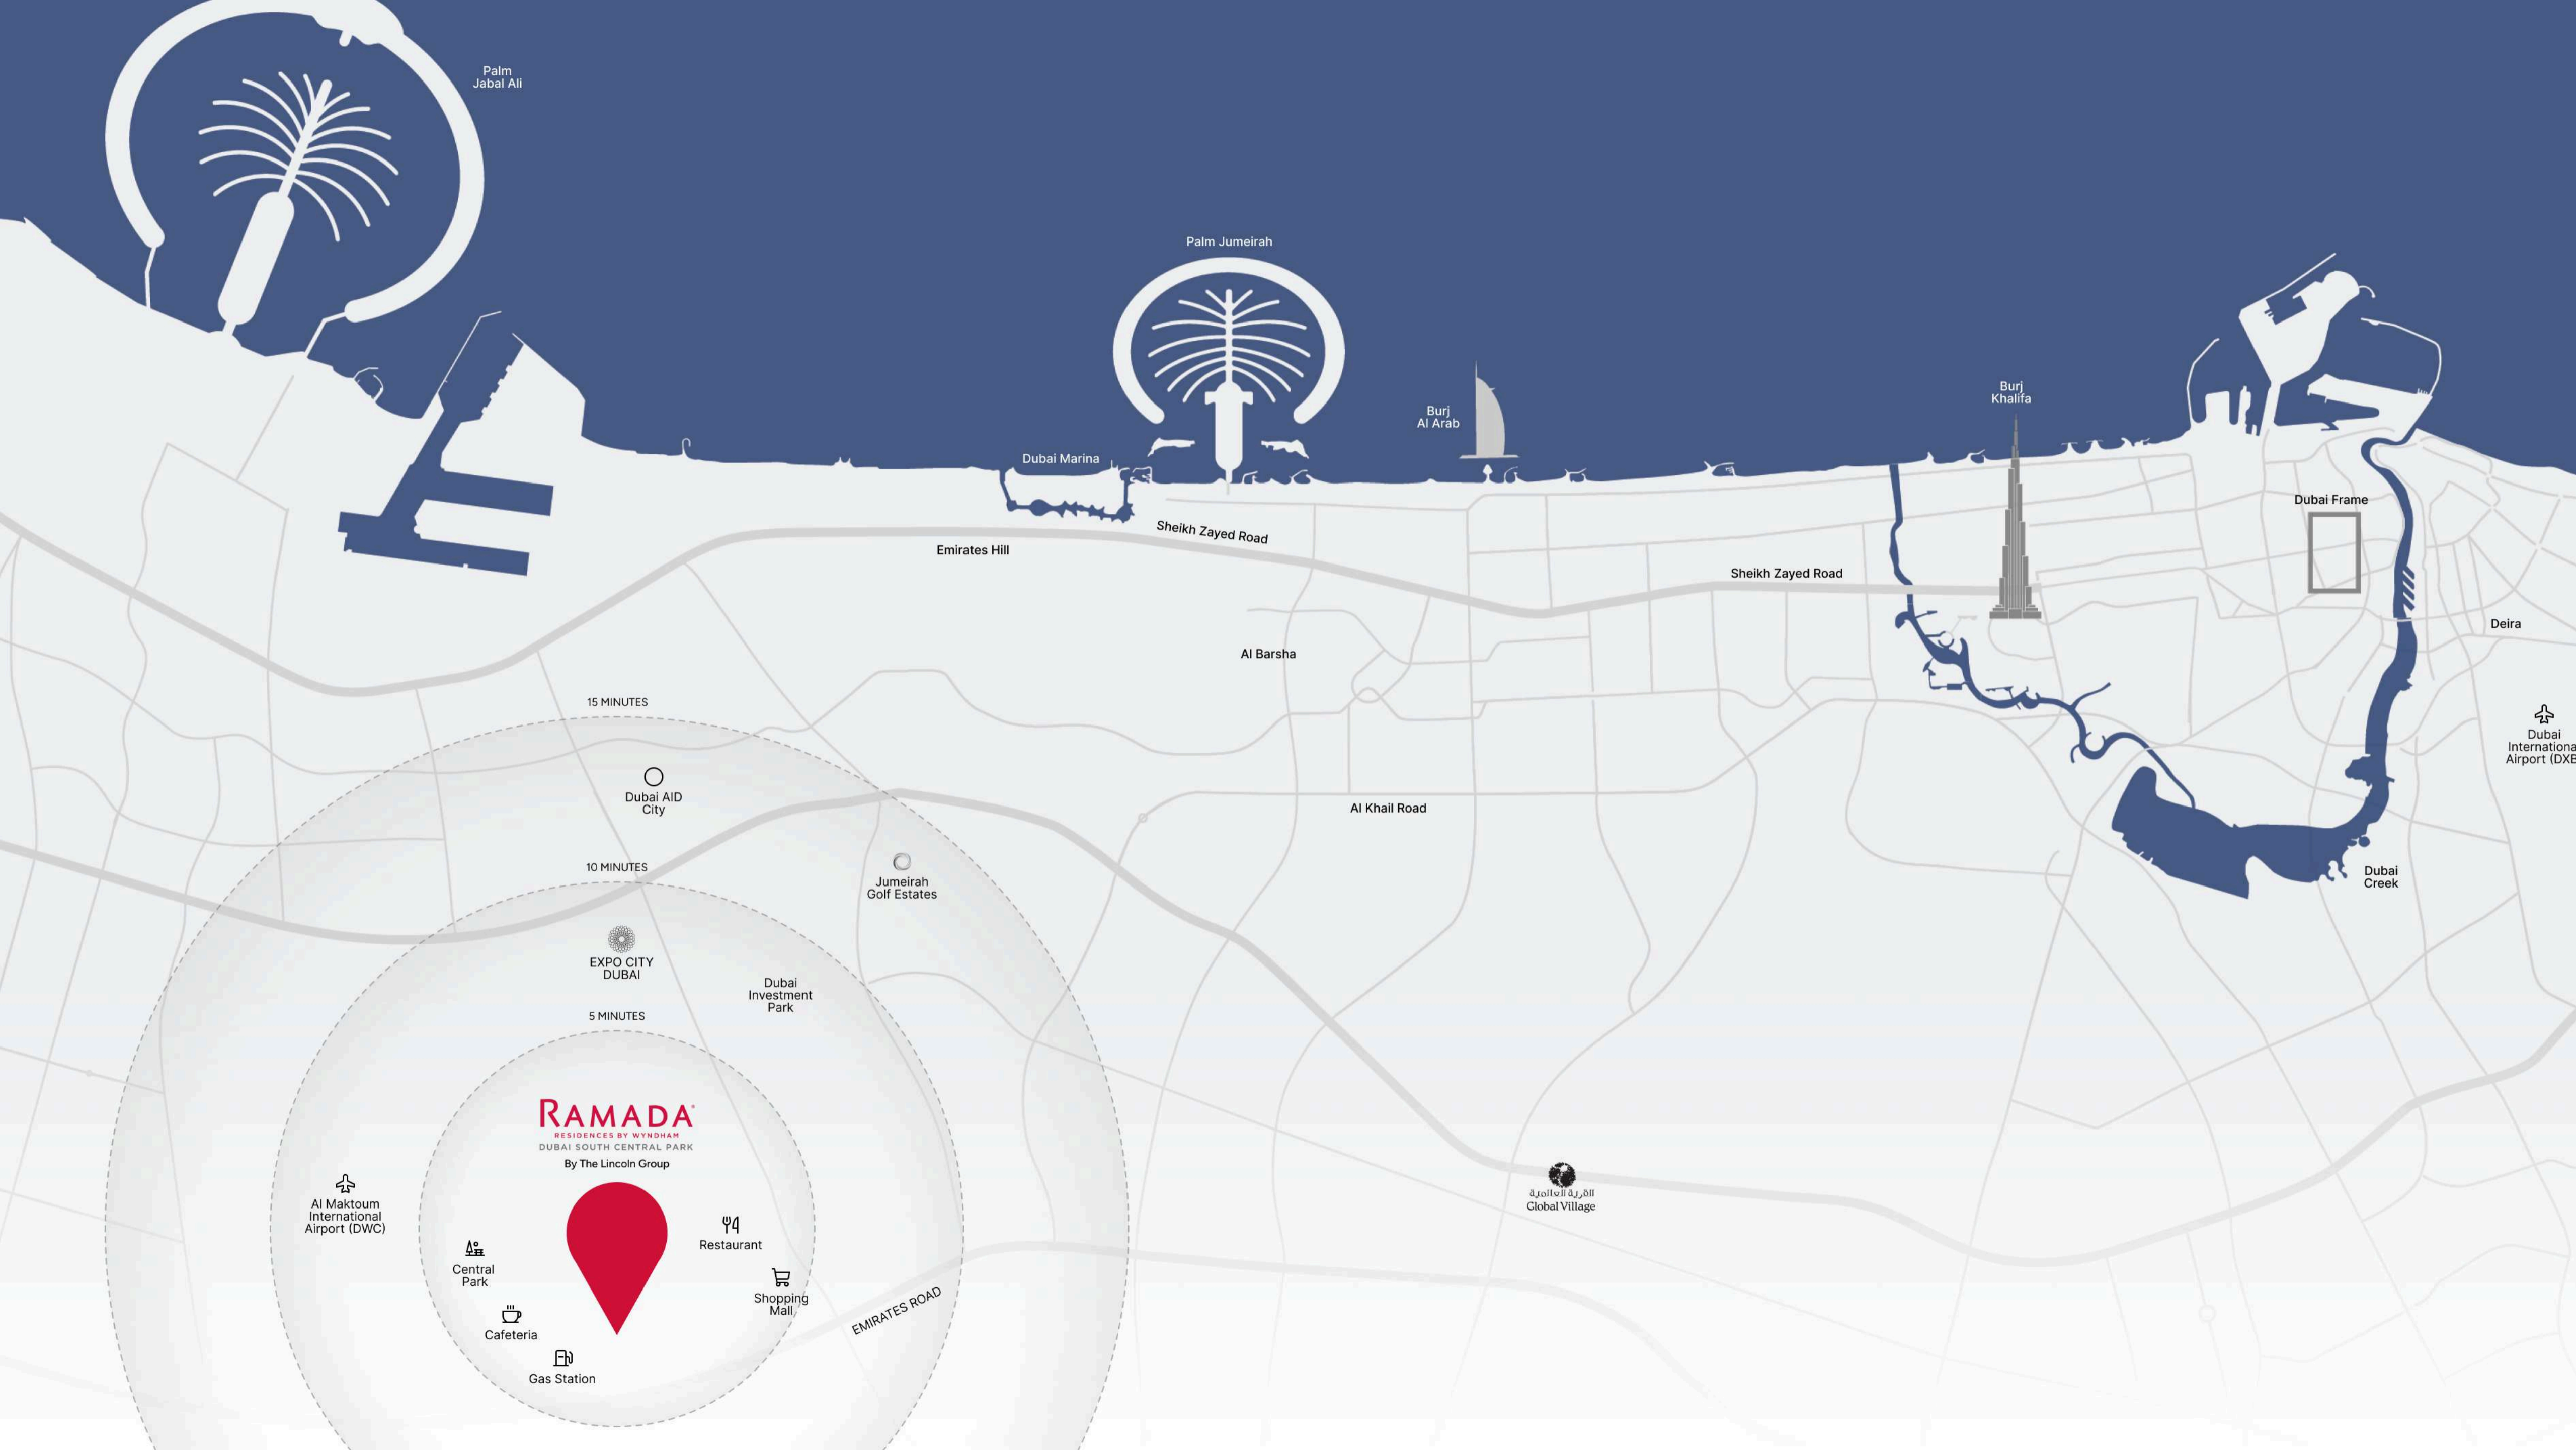 Palm
Jabal Ali
Palm Jumeirah
Burj
Khalifa
Burj
Al Arab
Dubai Marina
Dubai Frame
Sheikh Zayed Road
Emirates Hill
Sheikh Zayed Road
Deira
Al Barsha
15 MINUTES
Dubai
Internationa
Airport (DXB
Dubai AID
City
Al Khail Road
10 MINUTES
Jumeirah
Golf Estates
Dubai
Creek
EXPO CITY
DUBAI
Dubai
Investment
Park
5 MINUTES
RAMADA
RESIDENCES BY WYNDHAM
DUBAI SOUTH CENTRAL PARK
By The Lincoln Group
القرية العالمية
Global Village
Al Maktoum
International
Airport (DWC)
Restaurant
Central
Park
Shopping
Mall
EMIRATES ROAD
Cafeteria
Gas Station